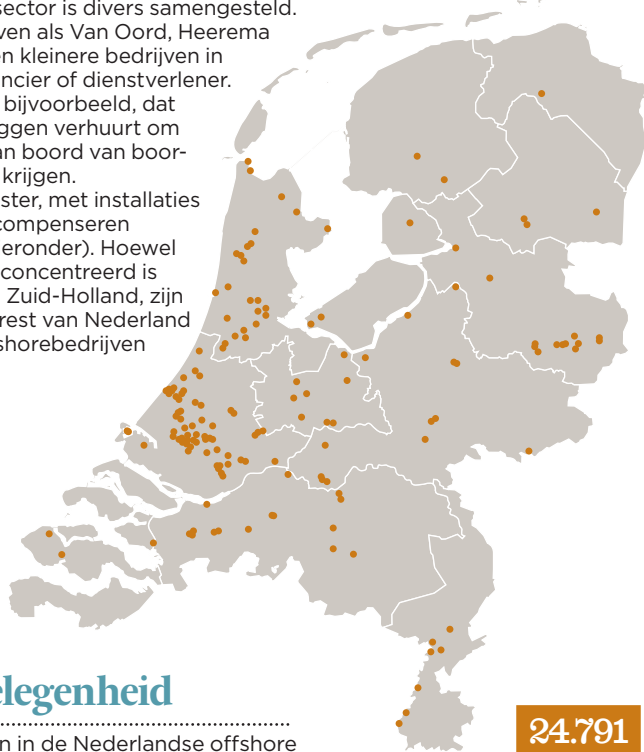 sector is divers samengesteld.
ven als Van Oord, Heerema
en kleinere bedrijven in
ncier of dienstverlener.
bijvoorbeeld, dat
ggen verhuurt om
an boord van boor-
krijgen.
ster, met installaties
compenseren
eronder). Hoewel
concentreerd is
Zuid-Holland, zijn
rest van Nederland
shorebedrijven
elegenheid
n in de Nederlandse offshore
24.791